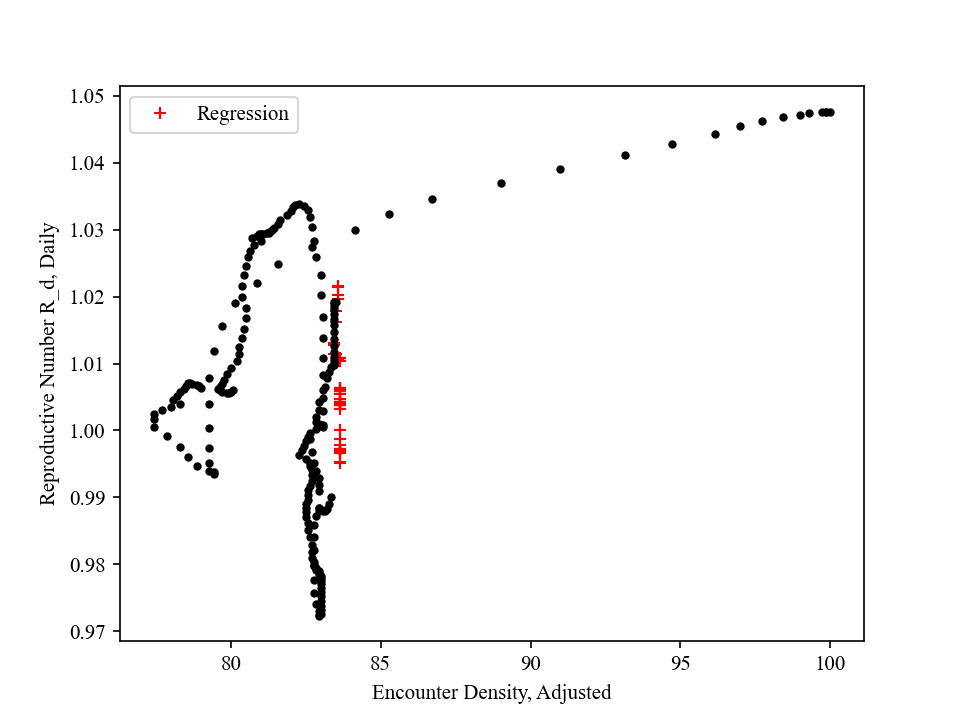 Regression
1.05
1.04
1.03
1.02
1.01
1.00
0.99
0.98
0.97
Reproductive Number R_d, Daily
80 85 90 95 100
Encounter Density, Adjusted